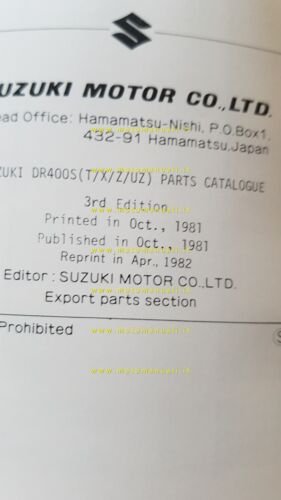 UZUKI MOTOR CO.,LTD.
ead Office: Hamamatsu-Nishi, P.O.Box1,
432-91 Hamamatsu,Japan
ZUKI DR400S(T/X/Z/UZ) PARTS CATALOGUE
3rd Edition
Printed in Oct., 1981
Published in Oct., 1981
Reprint in Apr., 1982
Editor : SUZUKI MOTOR CO.,LTD.
Export parts section
Prohibited